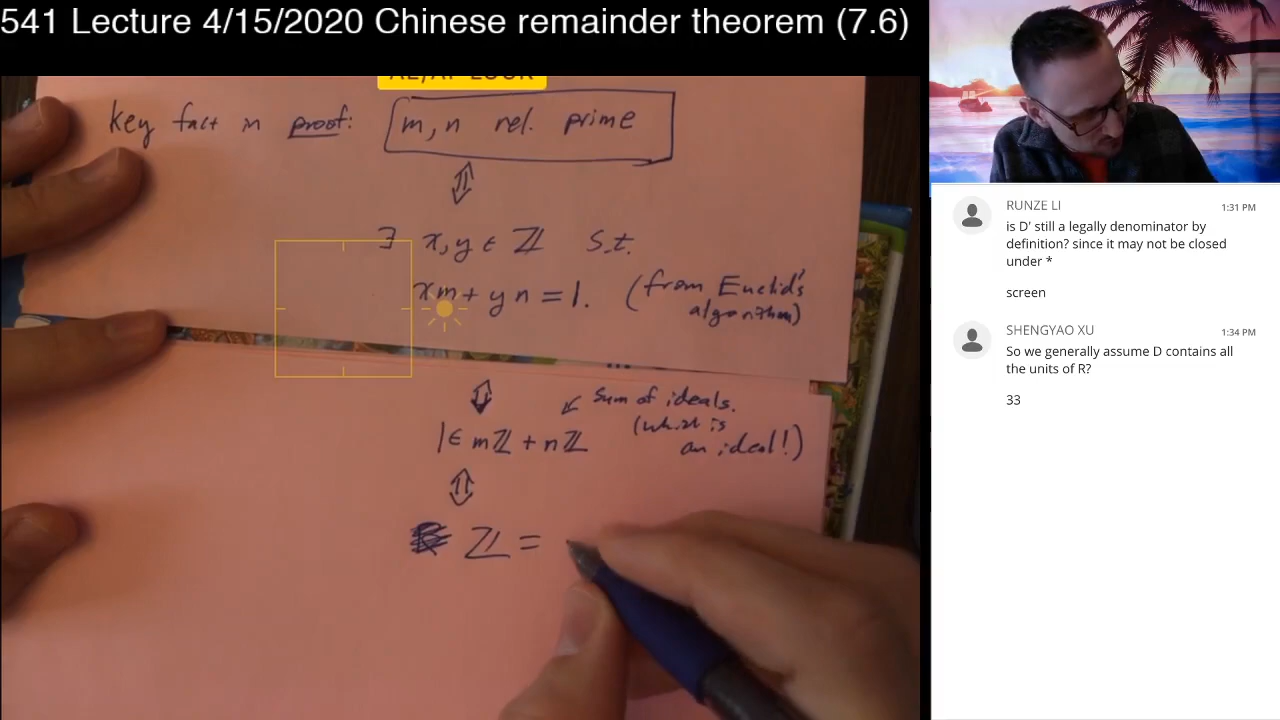 541 Lecture 4/15/2020 Chinese remainder theorem (7.6)
AE/AF LOCK
key fact in proof: m, n rel. prime
⇕
∃ x, y ∈ ℤ s.t.
xm + yn = 1. (from Euclid's
algorithm)
⇕ sum of ideals.
1 ∈ mℤ + nℤ (which is
an ideal!)
⇕
ℤ =
RUNZE LI 1:31 PM
is D' still a legally denominator by
definition? since it may not be closed
under *
screen
SHENGYAO XU 1:34 PM
So we generally assume D contains all
the units of R?
33